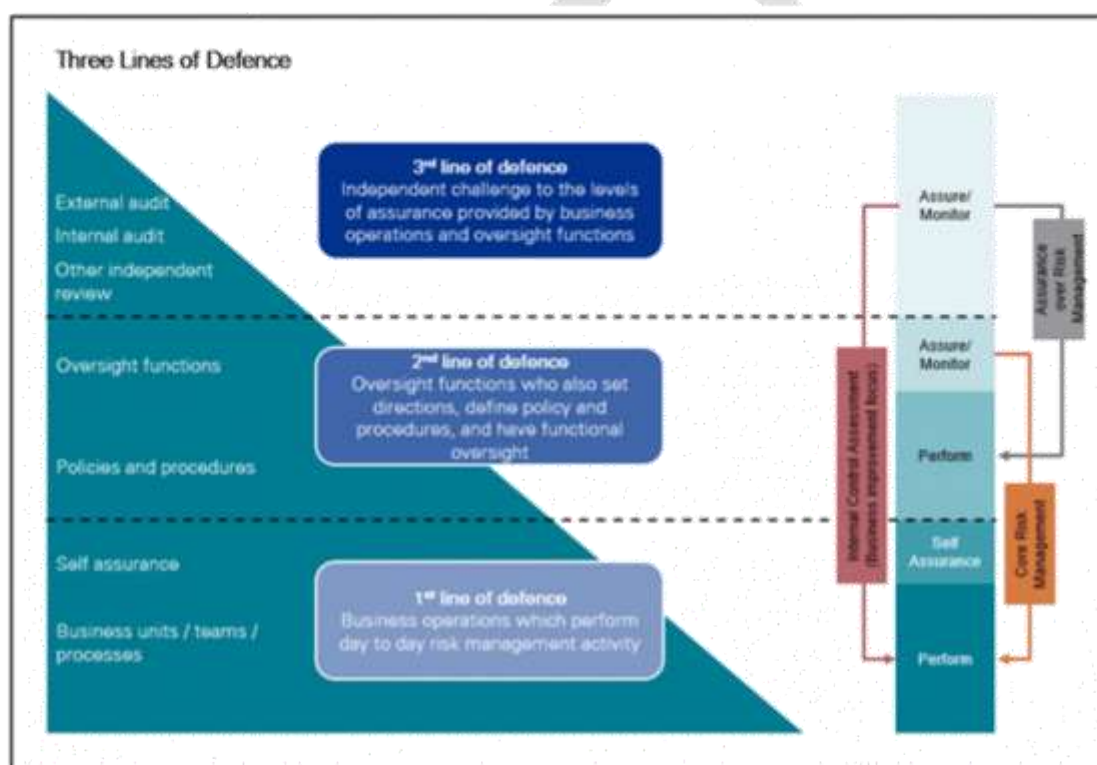 Three Lines of Defence
External audit
Internal audit
Other independent
review
3rd line of defence
Independent challenge to the levels
of assurance provided by business
operations and oversight functions
Oversight functions
Policies and procedures
2nd line of defence
Oversight functions who also set
directions, define policy and
procedures, and have functional
oversight
Self assurance
Business units / teams /
processes
1st line of defence
Business operations which perform
day to day risk management activity
Assure/
Monitor
Assure/
Monitor
Perform
Self
Assurance
Perform
Internal Control Assessment
(Business improvement focus)
Assurance
over Risk
Management
Core Risk
Management